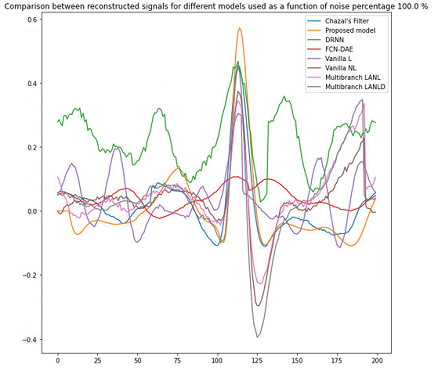 Comparison between reconstructed signals for different models used as a function of noise percentage 100.0 %
Chazal's Filter
Proposed model
DRNN
FCN-DAE
Vanilla L
Vanilla NL
Multibranch LANL
Multibranch LANLD
0.6
0.4
0.2
0.0
−0.2
−0.4
0 25 50 75 100 125 150 175 200